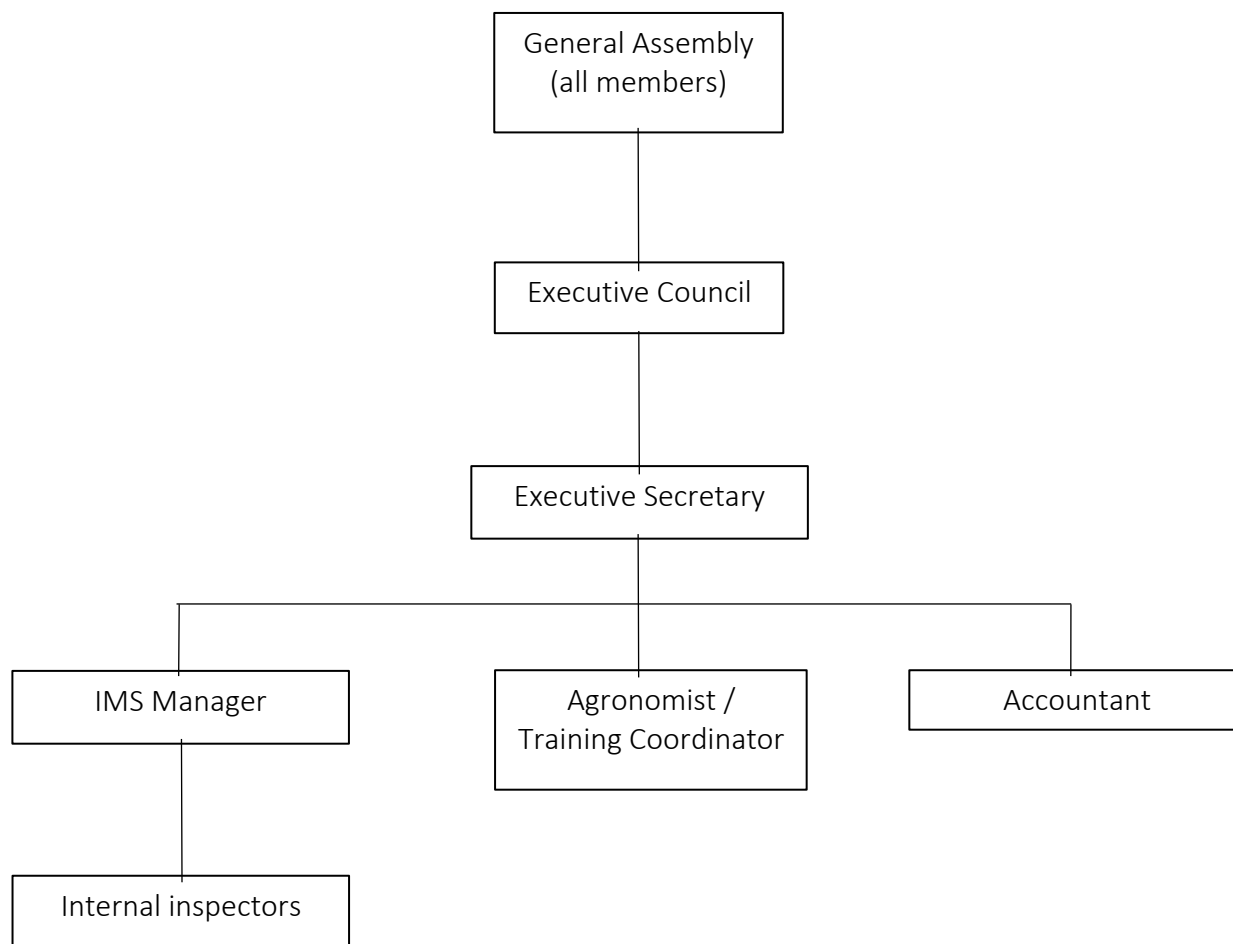 General Assembly
(all members)
Executive Council
Executive Secretary
IMS Manager
Agronomist /
Training Coordinator
Accountant
Internal inspectors